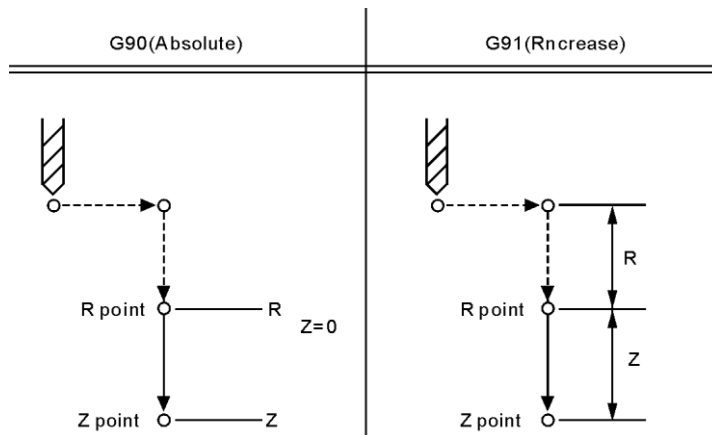 G90(Absolute)
G91(Rncrease)
R
R point
R
Z=0
R point
Z
Z point
Z
Z point